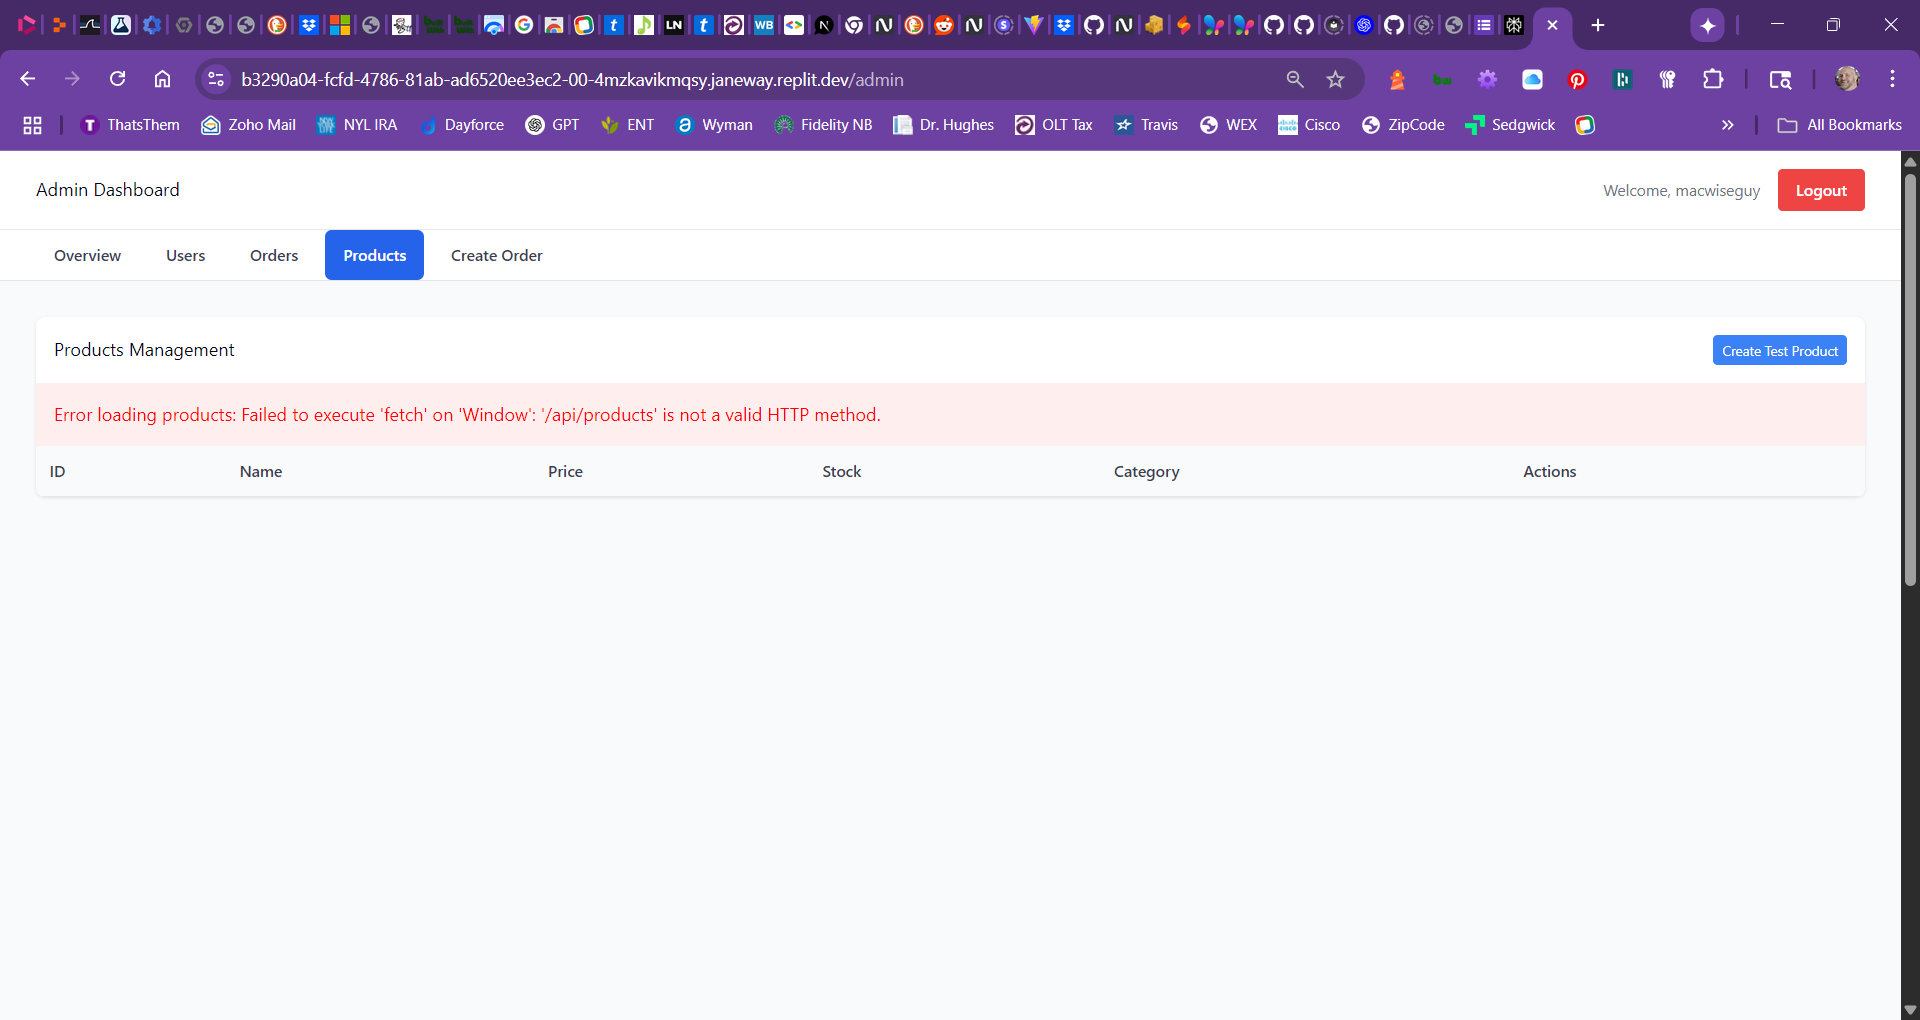 b3290a04-fcfd-4786-81ab-ad6520ee3ec2-00-4mzkavikmqsy.janeway.replit.dev/admin
ThatsThem Zoho Mail NYL IRA Dayforce GPT ENT Wyman Fidelity NB Dr. Hughes OLT Tax Travis WEX Cisco ZipCode Sedgwick » All Bookmarks
Admin Dashboard Welcome, macwiseguy Logout
Overview Users Orders Products Create Order
Products Management Create Test Product
Error loading products: Failed to execute 'fetch' on 'Window': '/api/products' is not a valid HTTP method.
ID Name Price Stock Category Actions